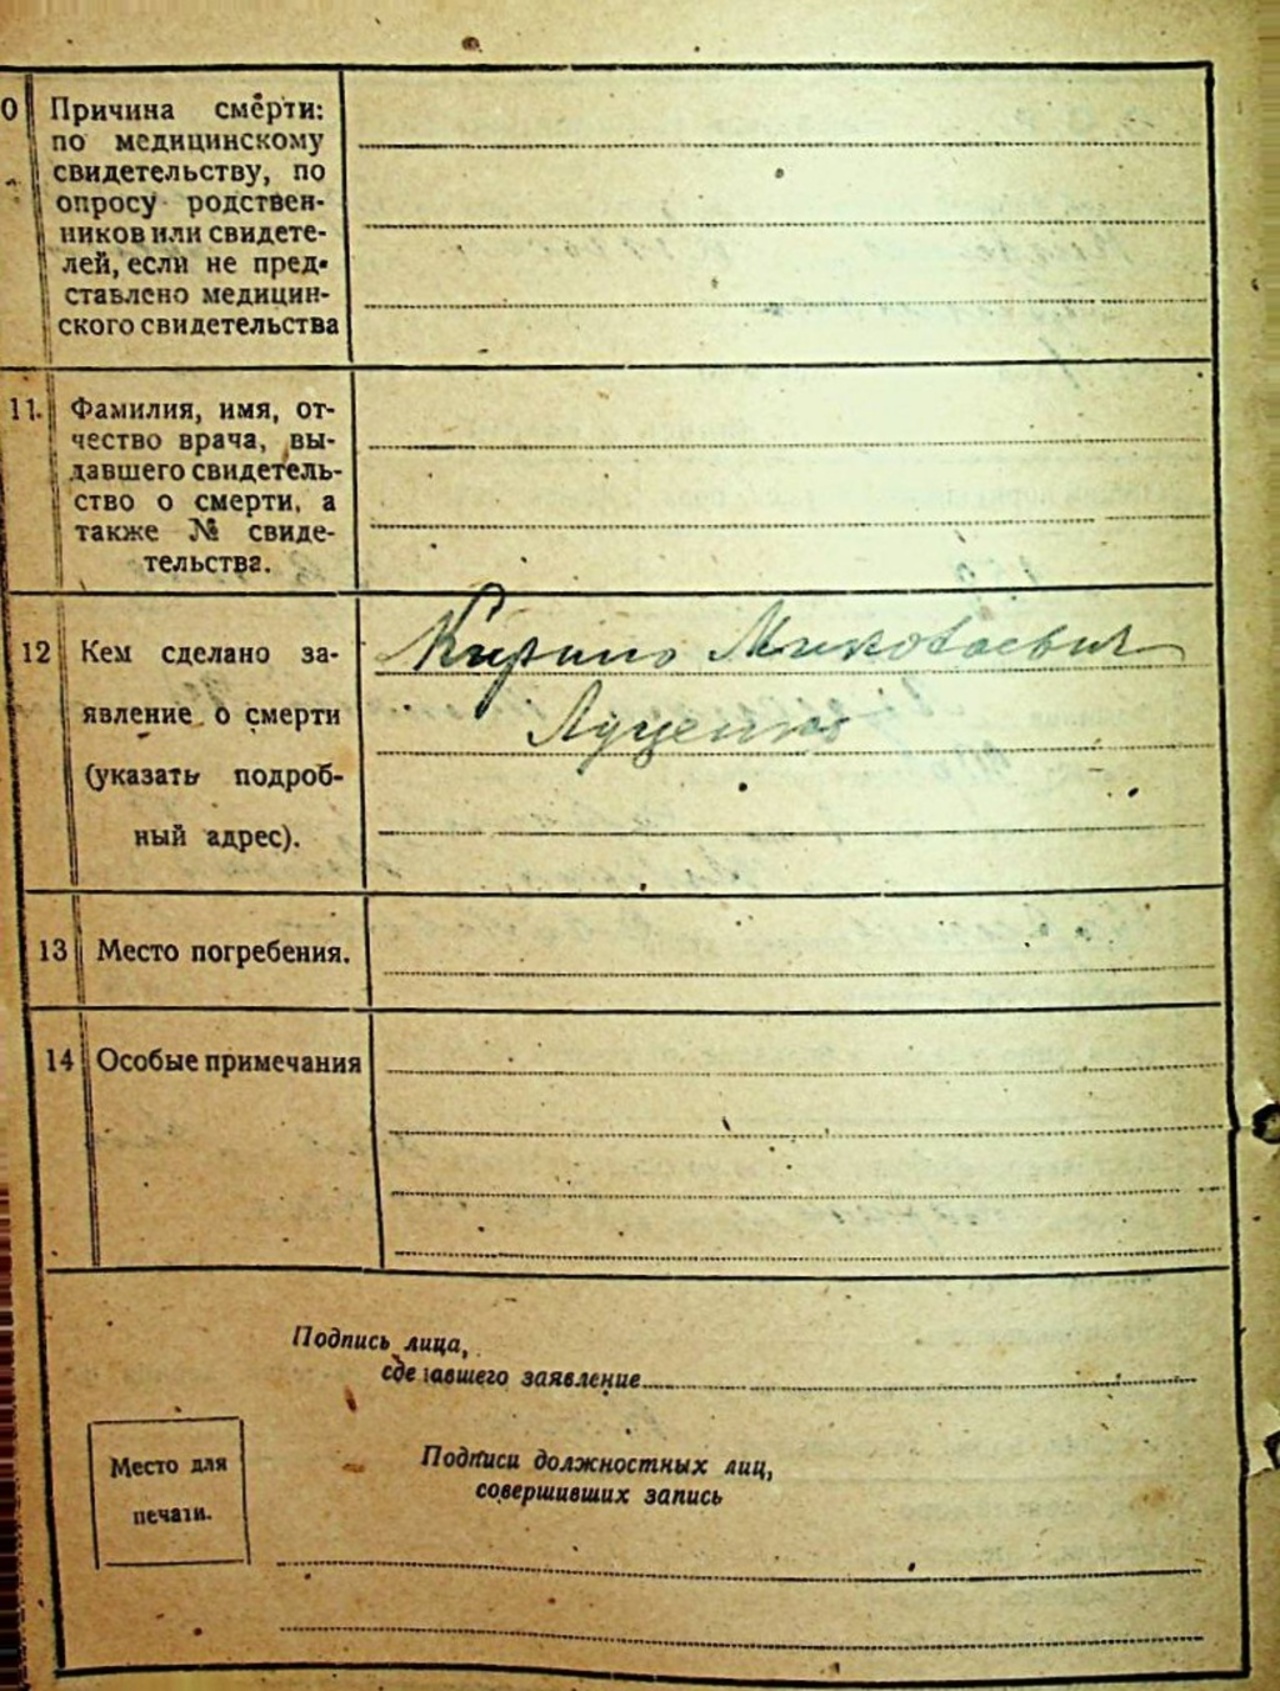 0 Причина смерти:
по медицинскому
свидетельству, по
опросу родствен-
ников или свидете-
лей, если не пред-
ставлено медицин-
ского свидетельства
11. Фамилия, имя, от-
чество врача, вы-
давшего свидетель-
ство о смерти, а
также № свиде-
тельства.
12 Кем сделано за-
явление о смерти
(указать подроб-
ный адрес).
Кирило Миколаевич
Луценко
13 Место погребения.
14 Особые примечания
Подпись лица,
сделавшего заявление
Место для
печати.
Подписи должностных лиц,
совершивших запись